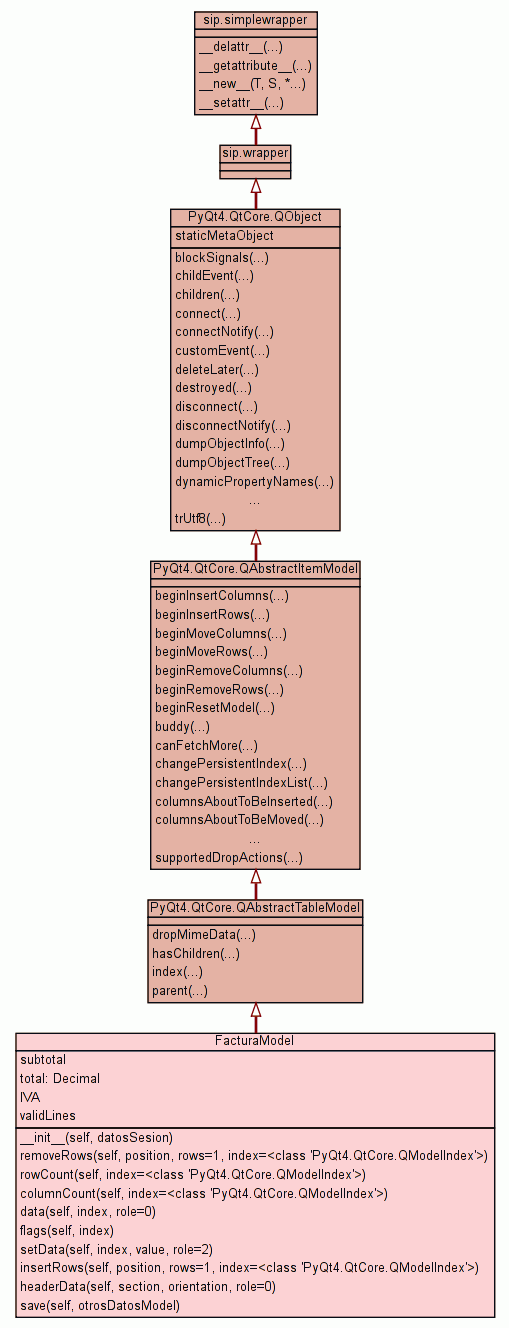 sip.simplewrapper
__delattr__(...)
__getattribute__(...)
__new__(T, S, *...)
__setattr__(...)
sip.wrapper
PyQt4.QtCore.QObject
staticMetaObject
blockSignals(...)
childEvent(...)
children(...)
connect(...)
connectNotify(...)
customEvent(...)
deleteLater(...)
destroyed(...)
disconnect(...)
disconnectNotify(...)
dumpObjectInfo(...)
dumpObjectTree(...)
dynamicPropertyNames(...)
...
trUtf8(...)
PyQt4.QtCore.QAbstractItemModel
beginInsertColumns(...)
beginInsertRows(...)
beginMoveColumns(...)
beginMoveRows(...)
beginRemoveColumns(...)
beginRemoveRows(...)
beginResetModel(...)
buddy(...)
canFetchMore(...)
changePersistentIndex(...)
changePersistentIndexList(...)
columnsAboutToBeInserted(...)
columnsAboutToBeMoved(...)
...
supportedDropActions(...)
PyQt4.QtCore.QAbstractTableModel
dropMimeData(...)
hasChildren(...)
index(...)
parent(...)
FacturaModel
subtotal
total: Decimal
IVA
validLines
__init__(self, datosSesion)
removeRows(self, position, rows=1, index=<class 'PyQt4.QtCore.QModelIndex'>)
rowCount(self, index=<class 'PyQt4.QtCore.QModelIndex'>)
columnCount(self, index=<class 'PyQt4.QtCore.QModelIndex'>)
data(self, index, role=0)
flags(self, index)
setData(self, index, value, role=2)
insertRows(self, position, rows=1, index=<class 'PyQt4.QtCore.QModelIndex'>)
headerData(self, section, orientation, role=0)
save(self, otrosDatosModel)